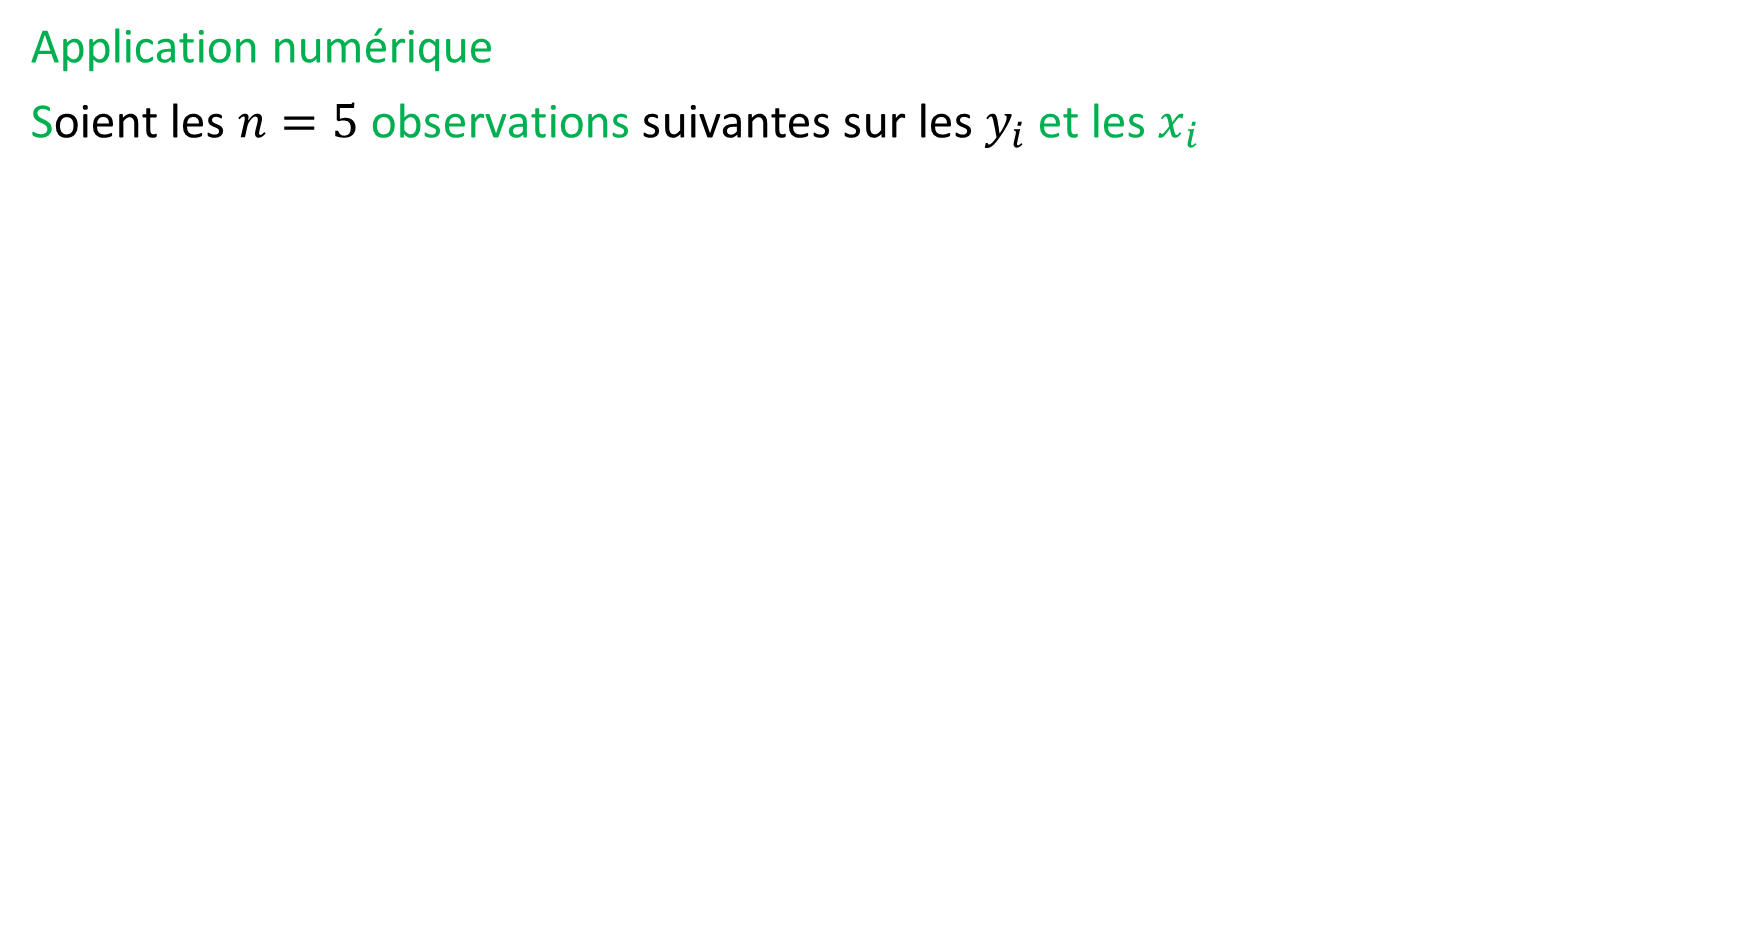 Application numérique
Soient les n = 5 observations suivantes sur les yᵢ et les xᵢ